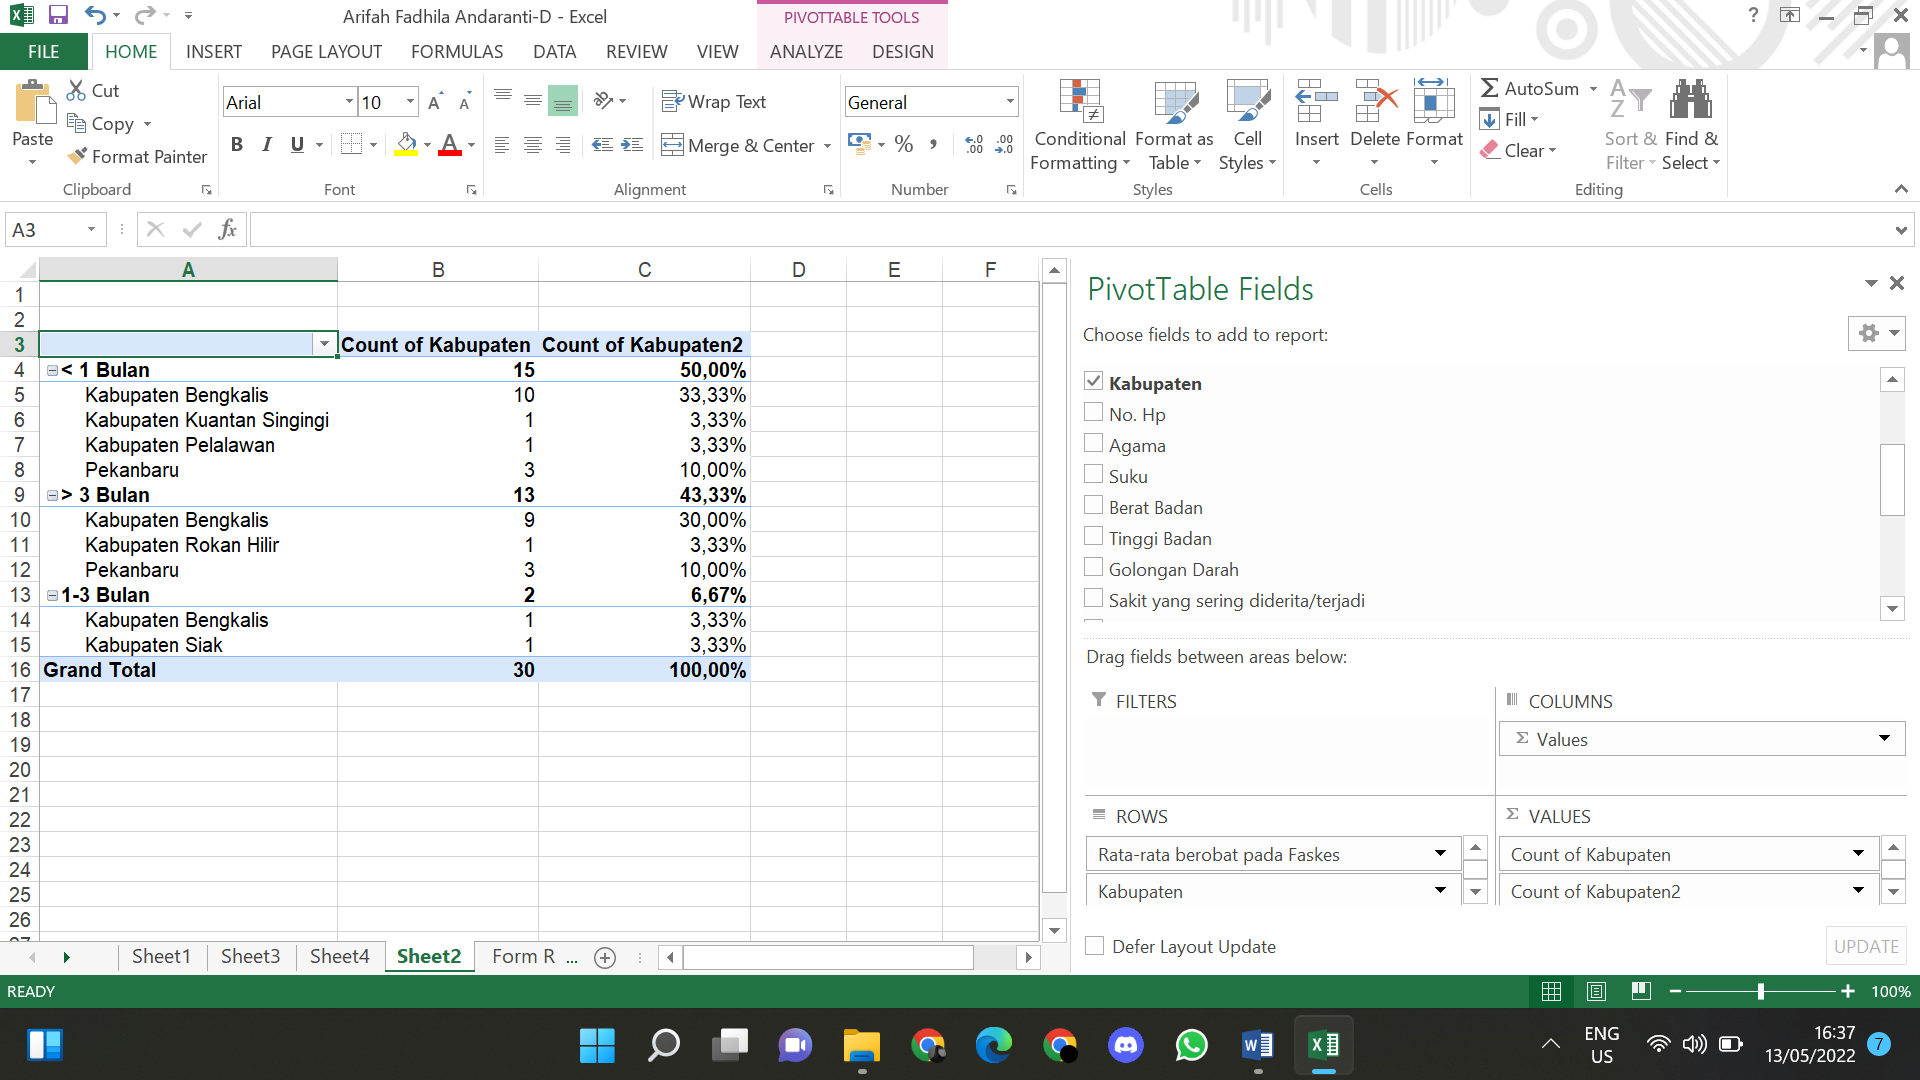 Arifah Fadhila Andaranti-D - Excel
PIVOTTABLE TOOLS
?
FILE
HOME
INSERT
PAGE LAYOUT
FORMULAS
DATA
REVIEW
VIEW
ANALYZE
DESIGN
Paste
Cut
Copy
Format Painter
Clipboard
Arial
10
B I U
Font
Wrap Text
Merge & Center
Alignment
General
%
Number
Conditional Formatting
Format as Table
Cell Styles
Styles
Insert
Delete
Format
Cells
AutoSum
Fill
Clear
Sort & Filter
Find & Select
Editing
A3
fx
A B C D E F
1
2
3 Count of Kabupaten Count of Kabupaten2
4 < 1 Bulan 15 50,00%
5 Kabupaten Bengkalis 10 33,33%
6 Kabupaten Kuantan Singingi 1 3,33%
7 Kabupaten Pelalawan 1 3,33%
8 Pekanbaru 3 10,00%
9 > 3 Bulan 13 43,33%
10 Kabupaten Bengkalis 9 30,00%
11 Kabupaten Rokan Hilir 1 3,33%
12 Pekanbaru 3 10,00%
13 1-3 Bulan 2 6,67%
14 Kabupaten Bengkalis 1 3,33%
15 Kabupaten Siak 1 3,33%
16 Grand Total 30 100,00%
17
18
19
20
21
22
23
24
25
26
PivotTable Fields
Choose fields to add to report:
Kabupaten
No. Hp
Agama
Suku
Berat Badan
Tinggi Badan
Golongan Darah
Sakit yang sering diderita/terjadi
Drag fields between areas below:
FILTERS
COLUMNS
Σ Values
ROWS
Σ VALUES
Rata-rata berobat pada Faskes
Kabupaten
Count of Kabupaten
Count of Kabupaten2
Defer Layout Update
UPDATE
Sheet1
Sheet3
Sheet4
Sheet2
Form R ...
READY
100%
ENG
US
16:37
13/05/2022
7